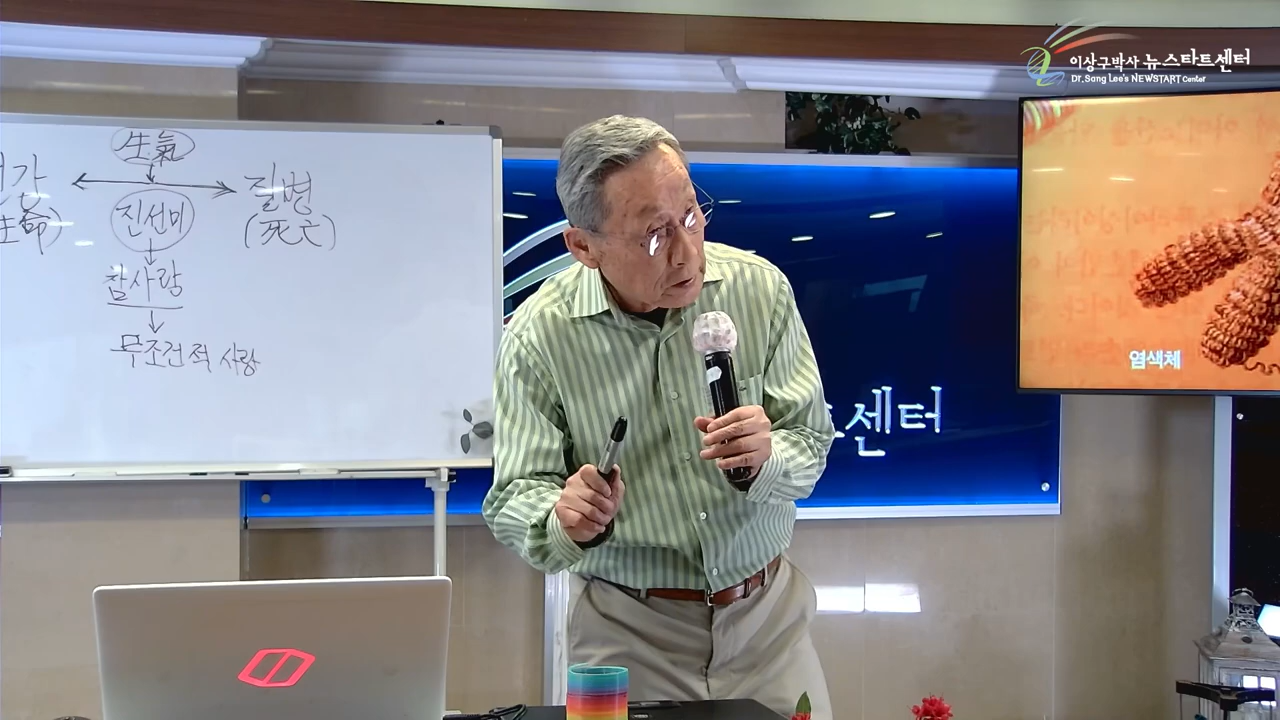 이상구박사 뉴스타트센터
Dr. Sang Lee's NEWSTART Center
生氣
질병
(死亡)
生命)
진선미
참사랑
무조건적 사랑
센터
염색체